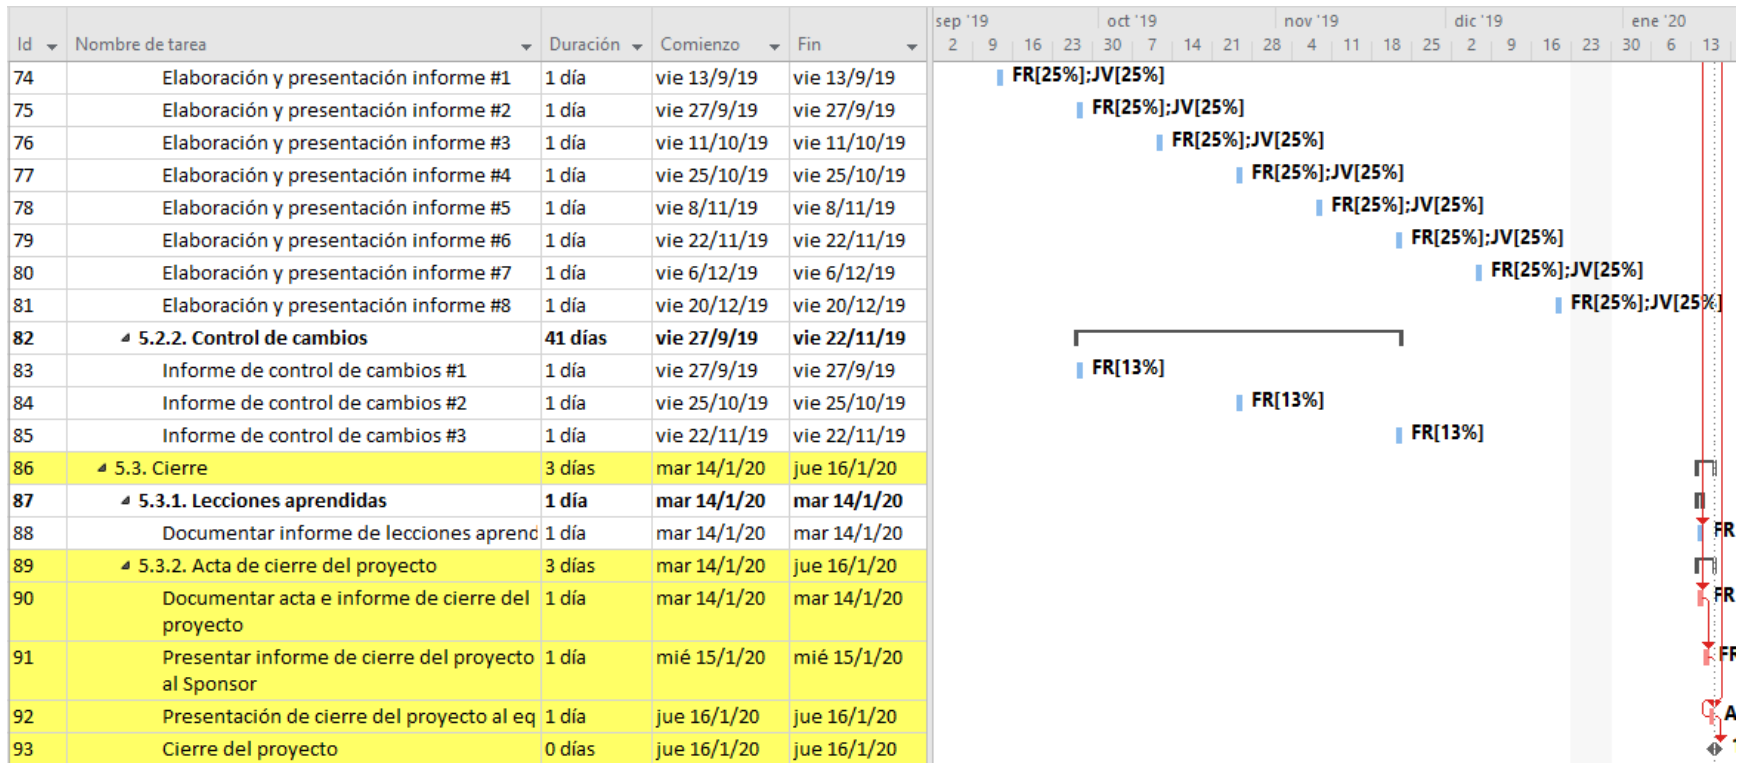 sep '19 oct '19 nov '19 dic '19 ene '20
Id Nombre de tarea Duración Comienzo Fin 2 9 16 23 30 7 14 21 28 4 11 18 25 2 9 16 23 30 6 13
74 Elaboración y presentación informe #1 1 día vie 13/9/19 vie 13/9/19 FR[25%];JV[25%]
75 Elaboración y presentación informe #2 1 día vie 27/9/19 vie 27/9/19 FR[25%];JV[25%]
76 Elaboración y presentación informe #3 1 día vie 11/10/19 vie 11/10/19 FR[25%];JV[25%]
77 Elaboración y presentación informe #4 1 día vie 25/10/19 vie 25/10/19 FR[25%];JV[25%]
78 Elaboración y presentación informe #5 1 día vie 8/11/19 vie 8/11/19 FR[25%];JV[25%]
79 Elaboración y presentación informe #6 1 día vie 22/11/19 vie 22/11/19 FR[25%];JV[25%]
80 Elaboración y presentación informe #7 1 día vie 6/12/19 vie 6/12/19 FR[25%];JV[25%]
81 Elaboración y presentación informe #8 1 día vie 20/12/19 vie 20/12/19 FR[25%];JV[25%]
82 5.2.2. Control de cambios 41 días vie 27/9/19 vie 22/11/19
83 Informe de control de cambios #1 1 día vie 27/9/19 vie 27/9/19 FR[13%]
84 Informe de control de cambios #2 1 día vie 25/10/19 vie 25/10/19 FR[13%]
85 Informe de control de cambios #3 1 día vie 22/11/19 vie 22/11/19 FR[13%]
86 5.3. Cierre 3 días mar 14/1/20 jue 16/1/20
87 5.3.1. Lecciones aprendidas 1 día mar 14/1/20 mar 14/1/20
88 Documentar informe de lecciones aprend 1 día mar 14/1/20 mar 14/1/20 FR
89 5.3.2. Acta de cierre del proyecto 3 días mar 14/1/20 jue 16/1/20
90 Documentar acta e informe de cierre del 1 día mar 14/1/20 mar 14/1/20 FR
proyecto
91 Presentar informe de cierre del proyecto 1 día mié 15/1/20 mié 15/1/20 FR
al Sponsor
92 Presentación de cierre del proyecto al eq 1 día jue 16/1/20 jue 16/1/20 A
93 Cierre del proyecto 0 días jue 16/1/20 jue 16/1/20